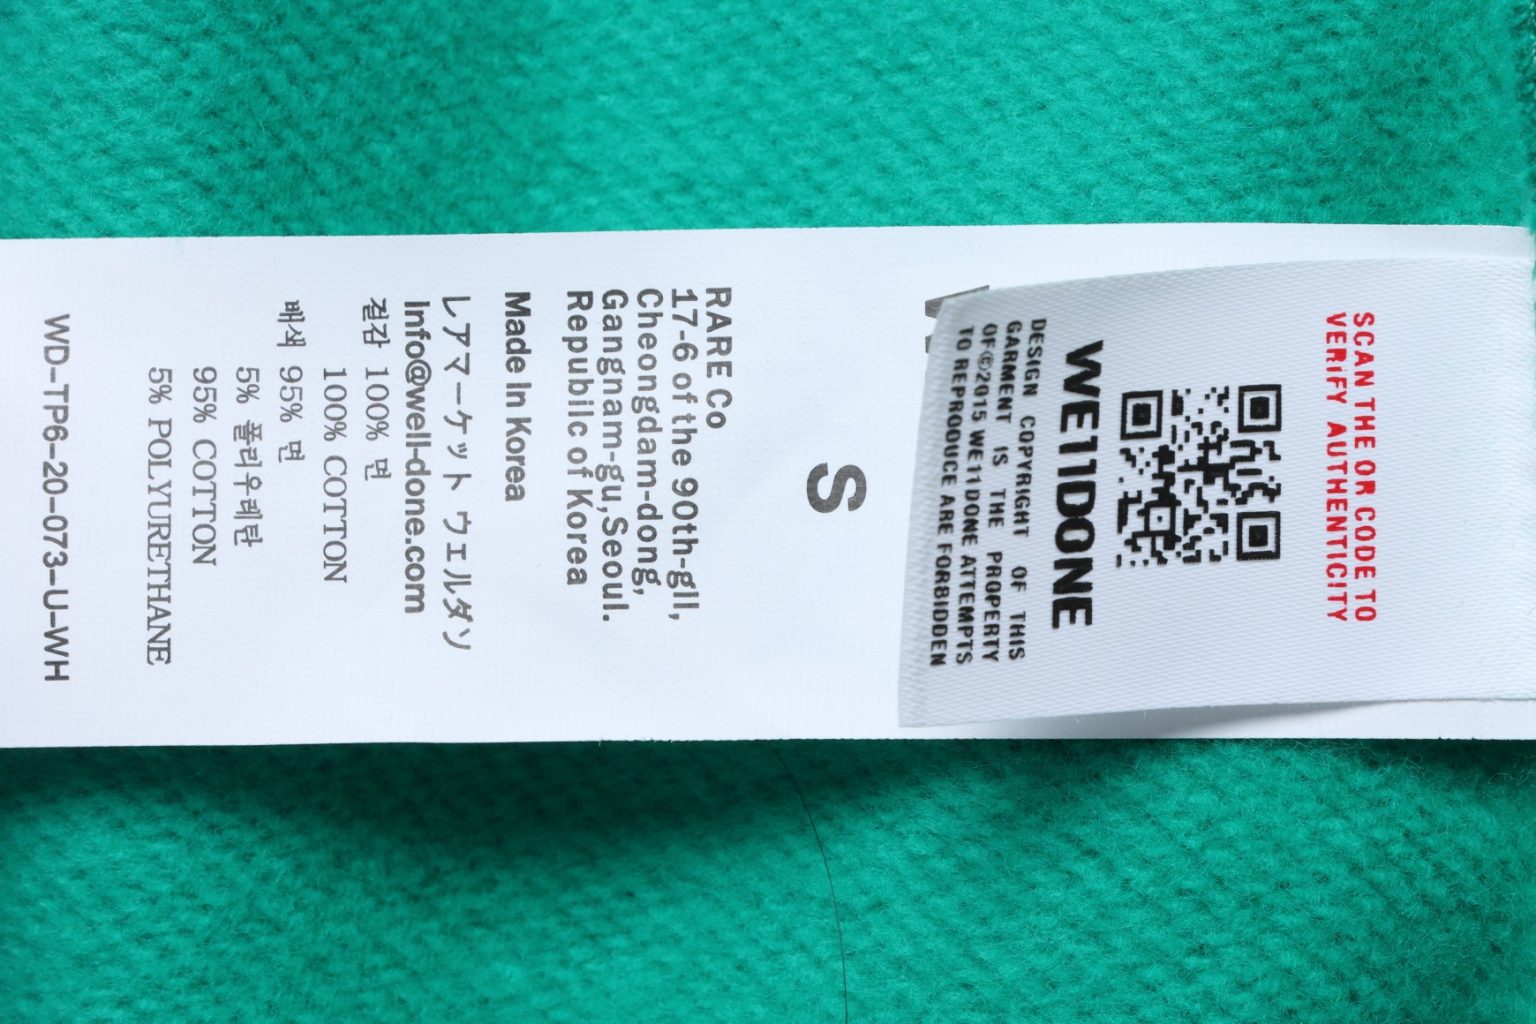 SCAN THE QR CODE TO
VERIFY AUTHENTICITY
WE11DONE
DESIGN COPYRIGHT OF THIS
GARMENT IS THE PROPERTY
OF©2015 WE11DONE ATTEMPTS
TO REPRODUCE ARE FORBIDDEN
S
RARE Co
17-6 of the 90th-gil,
Cheongdam-dong,
Gangnam-gu,Seoul.
Republic of Korea
Made In Korea
レアマーケット ウェルダン
Info@well-done.com
겉감 100% 면
100% COTTON
배색 95% 면
5% 폴리우레탄
95% COTTON
5% POLYURETHANE
WD-TP6-20-073-U-WH